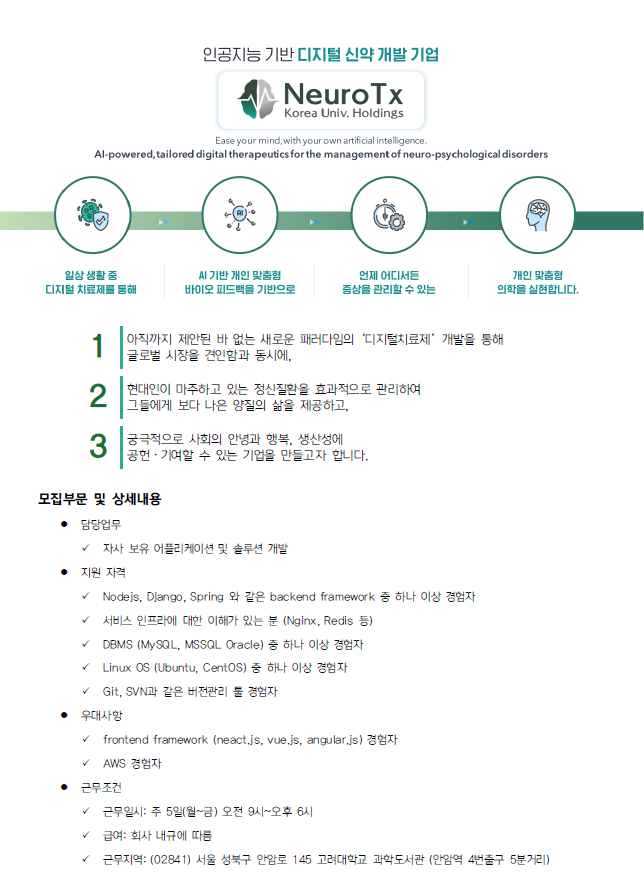 인공지능 기반 디지털 신약 개발 기업
NeuroTx
Korea Univ. Holdings
Ease your mind, with your own artificial intelligence.
AI-powered, tailored digital therapeutics for the management of neuro-psychological disorders
AI
일상 생활 중
디지털 치료제를 통해
AI 기반 개인 맞춤형
바이오 피드백을 기반으로
언제 어디서든
증상을 관리할 수 있는
개인 맞춤형
의학을 실현합니다.
1
아직까지 제안된 바 없는 새로운 패러다임의 '디지털치료제' 개발을 통해
글로벌 시장을 견인함과 동시에,
2
현대인이 마주하고 있는 정신질환을 효과적으로 관리하여
그들에게 보다 나은 양질의 삶을 제공하고,
3
궁극적으로 사회의 안녕과 행복, 생산성에
공헌·기여할 수 있는 기업을 만들고자 합니다.
모집부문 및 상세내용
● 담당업무
✓ 자사 보유 어플리케이션 및 솔루션 개발
● 지원 자격
✓ Nodejs, Django, Spring 와 같은 backend framework 중 하나 이상 경험자
✓ 서비스 인프라에 대한 이해가 있는 분 (Nginx, Redis 등)
✓ DBMS (MySQL, MSSQL Oracle) 중 하나 이상 경험자
✓ Linux OS (Ubuntu, CentOS) 중 하나 이상 경험자
✓ Git, SVN과 같은 버전관리 툴 경험자
● 우대사항
✓ frontend framework (neact.js, vue.js, angular.js) 경험자
✓ AWS 경험자
● 근무조건
✓ 근무일시: 주 5일(월~금) 오전 9시~오후 6시
✓ 급여: 회사 내규에 따름
✓ 근무지역: (02841) 서울 성북구 안암로 145 고려대학교 과학도서관 (안암역 4번출구 5분거리)